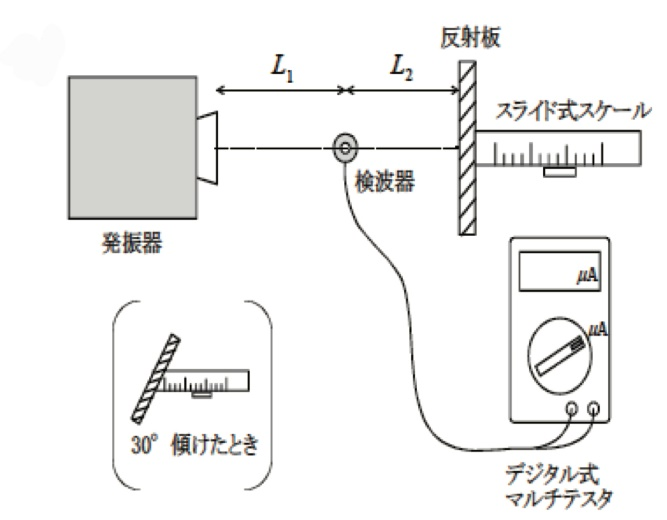 反射板
L₁
L₂
スライド式スケール
検波器
発振器
μA
μA
30° 傾けたとき
デジタル式
マルチテスタ